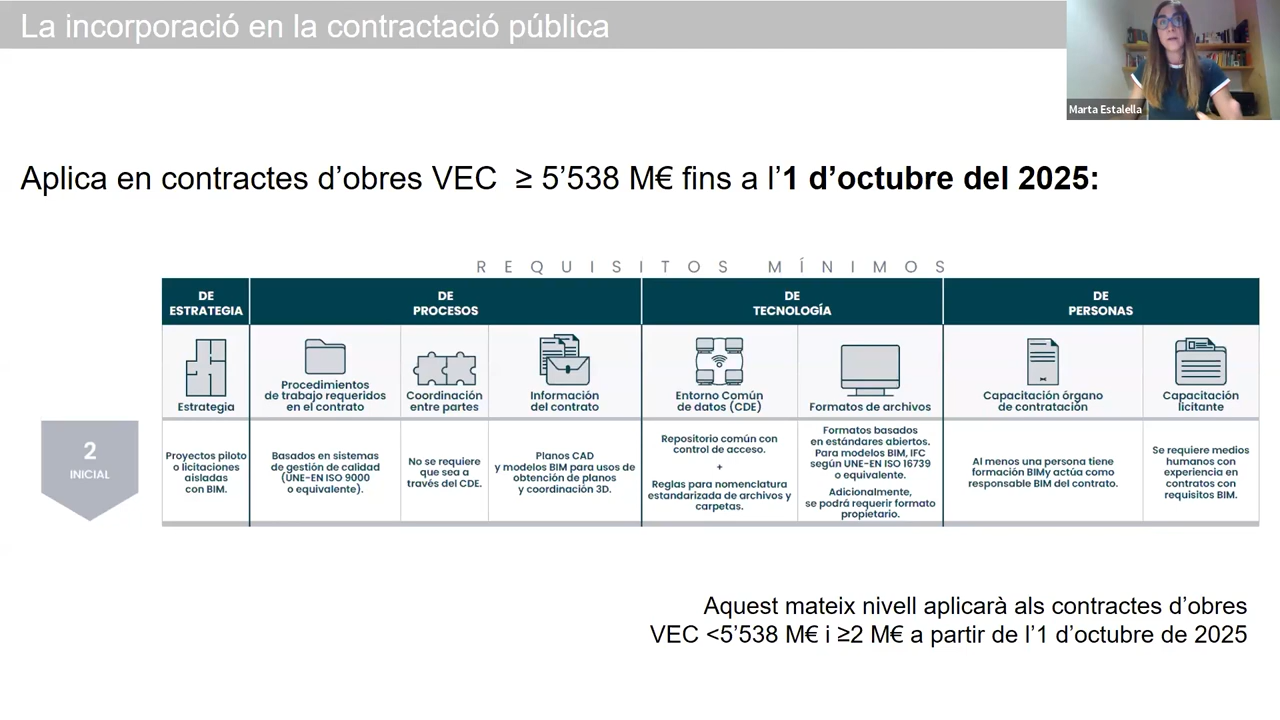 La incorporació en la contractació pública
Marta Estalella
Aplica en contractes d’obres VEC ≥ 5’538 M€ fins a l’1 d’octubre del 2025:
REQUISITOS MÍNIMOS
DE
ESTRATEGIA
DE
PROCESOS
DE
TECNOLOGÍA
DE
PERSONAS
Estrategia
Procedimientos
de trabajo requeridos
en el contrato
Coordinación
entre partes
Información
del contrato
Entorno Común
de datos (CDE)
Formatos de archivos
Capacitación órgano
de contratación
Capacitación
licitante
2
INICIAL
Proyectos piloto
o licitaciones
aisladas
con BIM.
Basados en sistemas
de gestión de calidad
(UNE-EN ISO 9000
o equivalente).
No se requiere
que sea a
través del CDE.
Planos CAD
y modelos BIM para usos de
obtención de planos
y coordinación 3D.
Repositorio común con
control de acceso.
+
Reglas para nomenclatura
estandarizada de archivos y
carpetas.
Formatos basados
en estándares abiertos.
Para modelos BIM, IFC
según UNE-EN ISO 16739
o equivalente.
Adicionalmente,
se podrá requerir formato
propietario.
Al menos una persona tiene
formación BIMy actúa como
responsable BIM del contrato.
Se requiere medios
humanos con
experiencia en
contratos con
requisitos BIM.
Aquest mateix nivell aplicarà als contractes d’obres
VEC <5’538 M€ i ≥2 M€ a partir de l’1 d’octubre de 2025